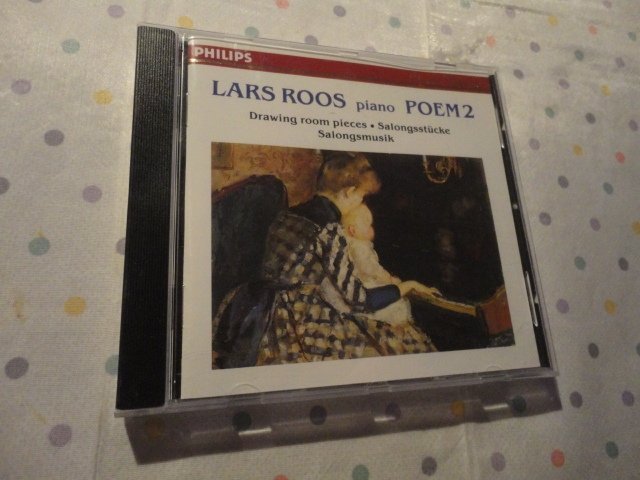 PHILIPS
LARS ROOS piano POEM 2
Drawing room pieces • Salongsstücke
Salongsmusik